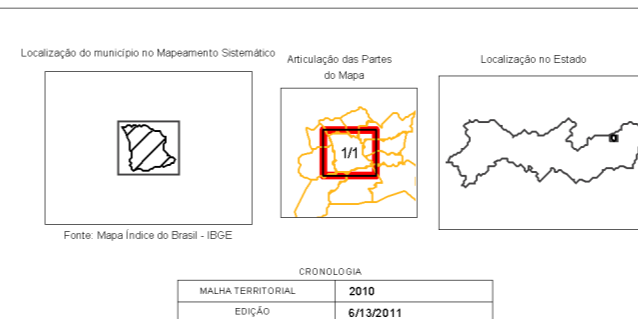 Localização do município no Mapeamento Sistemático
Articulação das Partes
do Mapa
Localização no Estado
1/1
Fonte: Mapa Índice do Brasil - IBGE
CRONOLOGIA
MALHA TERRITORIAL 2010
EDIÇÃO 6/13/2011